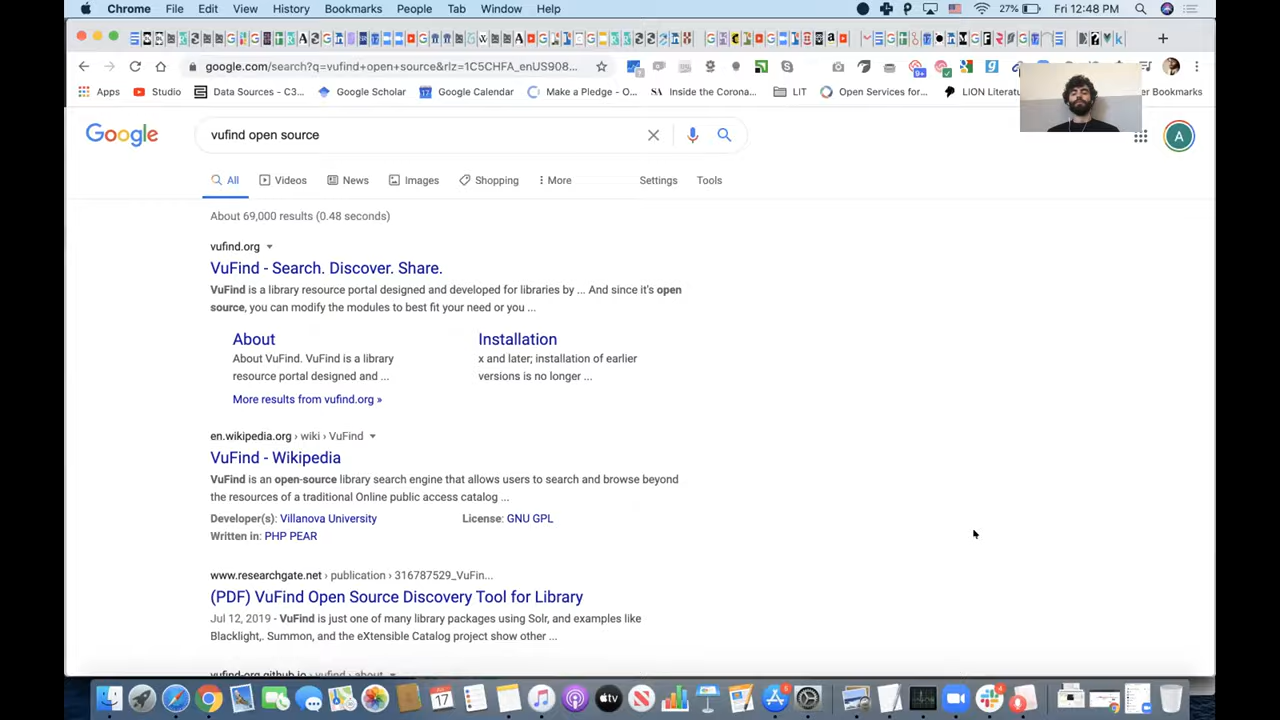 Chrome File Edit View History Bookmarks People Tab Window Help 27% Fri 12:48 PM
google.com/search?q=vufind+open+source&rlz=1C5CHFA_enUS908...
Apps Studio Data Sources - C3... Google Scholar Google Calendar Make a Pledge - O... Inside the Corona... LIT Open Services for... LION Literatu er Bookmarks
Google vufind open source A
All Videos News Images Shopping More Settings Tools
About 69,000 results (0.48 seconds)
vufind.org
VuFind - Search. Discover. Share.
VuFind is a library resource portal designed and developed for libraries by ... And since it's open
source, you can modify the modules to best fit your need or you ...
About Installation
About VuFind. VuFind is a library x and later; installation of earlier
resource portal designed and ... versions is no longer ...
More results from vufind.org »
en.wikipedia.org › wiki › VuFind
VuFind - Wikipedia
VuFind is an open-source library search engine that allows users to search and browse beyond
the resources of a traditional Online public access catalog ...
Developer(s): Villanova University License: GNU GPL
Written in: PHP PEAR
www.researchgate.net › publication › 316787529_VuFin...
(PDF) VuFind Open Source Discovery Tool for Library
Jul 12, 2019 - VuFind is just one of many library packages using Solr, and examples like
Blacklight,. Summon, and the eXtensible Catalog project show other ...
vufind-org.github.io › vufind › about
17 tv